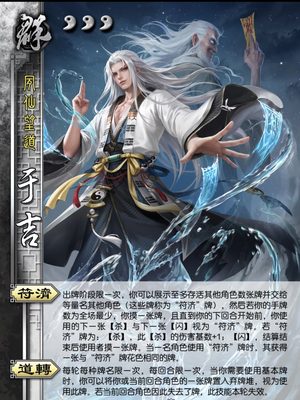 群
夙仙望道
于吉
符濟
出牌阶段限一次，你可以展示至多存活其他角色数张牌并交给
等量名其他角色（这些牌称为“符济”牌），然后若你的手牌
数为全场最少，你摸一张牌，且直到你的下回合开始前，你使
用的下一张【杀】与下一张【闪】视为“符济”牌，若“符
济”牌为：【杀】，此【杀】的伤害基数+1；【闪】，结算结
束后使用者摸一张牌。当一名角色使用“符济”牌时，其获得
一张与“符济”牌花色相同的牌。
道轉
每轮每种牌名限一次，每回合限一次，当你需要使用基本牌
时，你可以将你或当前回合角色的一张牌置入弃牌堆，视为使
用此牌，若当前回合角色因此失去了牌，此技能本轮失效。